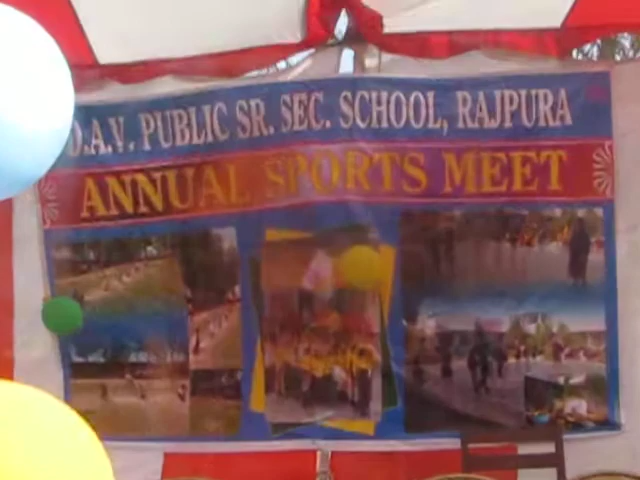 D.A.V. PUBLIC SR. SEC. SCHOOL, RAJPURA
ANNUAL SPORTS MEET